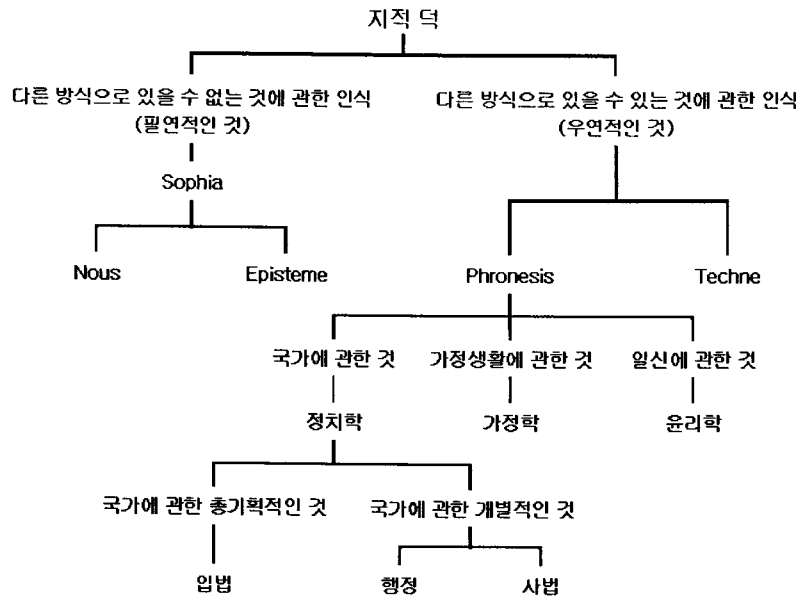 지적 덕
다른 방식으로 있을 수 없는 것에 관한 인식
(필연적인 것)
다른 방식으로 있을 수 있는 것에 관한 인식
(우연적인 것)
Sophia
Nous
Episteme
Phronesis
Techne
국가에 관한 것
가정생활에 관한 것
일신에 관한 것
정치학
가정학
윤리학
국가에 관한 총기획적인 것
국가에 관한 개별적인 것
입법
행정
사법